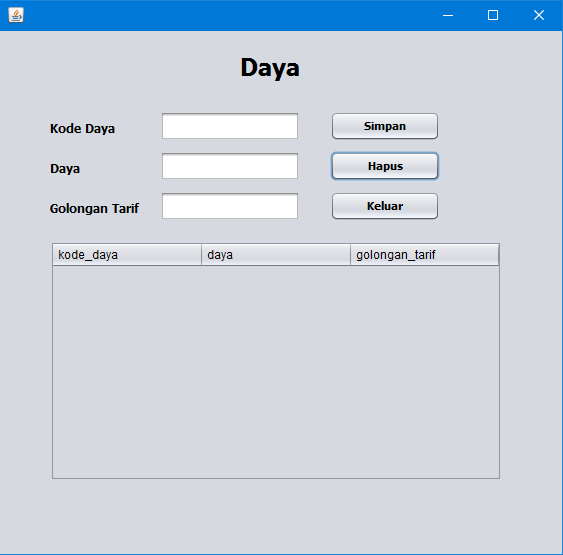 Daya
Kode Daya Simpan
Daya Hapus
Golongan Tarif Keluar
kode_daya daya golongan_tarif